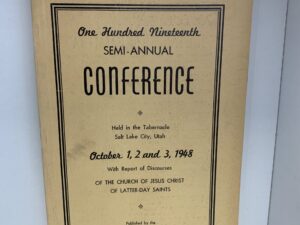 One Hundred Nineteenth
SEMI-ANNUAL
CONFERENCE
Held in the Tabernacle
Salt Lake City, Utah
October 1, 2 and 3, 1948
With Report of Discourses
OF THE CHURCH OF JESUS CHRIST
OF LATTER-DAY SAINTS
Published by the